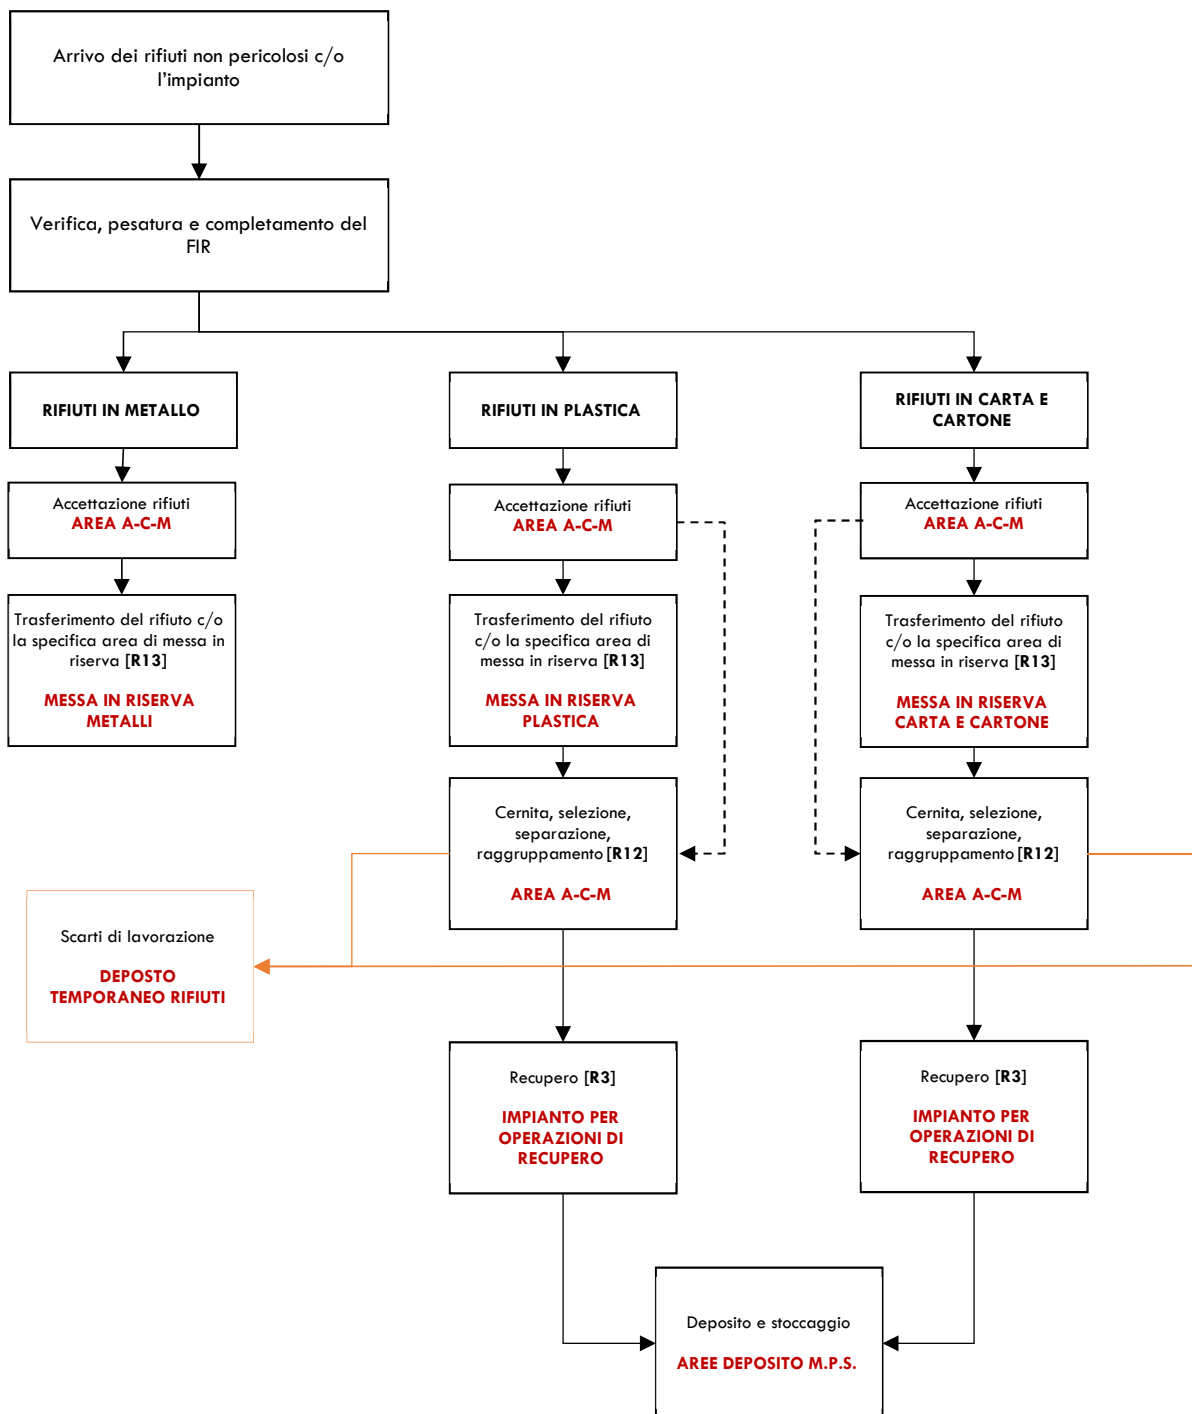 Arrivo dei rifiuti non pericolosi c/o
l'impianto
Verifica, pesatura e completamento del
FIR
RIFIUTI IN METALLO
RIFIUTI IN PLASTICA
RIFIUTI IN CARTA E
CARTONE
Accettazione rifiuti
AREA A-C-M
Accettazione rifiuti
AREA A-C-M
Accettazione rifiuti
AREA A-C-M
Trasferimento del rifiuto c/o
la specifica area di messa in
riserva [R13]
MESSA IN RISERVA
METALLI
Trasferimento del rifiuto
c/o la specifica area di
messa in riserva [R13]
MESSA IN RISERVA
PLASTICA
Trasferimento del rifiuto
c/o la specifica area di
messa in riserva [R13]
MESSA IN RISERVA
CARTA E CARTONE
Cernita, selezione,
separazione,
raggruppamento [R12]
AREA A-C-M
Cernita, selezione,
separazione,
raggruppamento [R12]
AREA A-C-M
Scarti di lavorazione
DEPOSTO
TEMPORANEO RIFIUTI
Recupero [R3]
IMPIANTO PER
OPERAZIONI DI
RECUPERO
Recupero [R3]
IMPIANTO PER
OPERAZIONI DI
RECUPERO
Deposito e stoccaggio
AREE DEPOSITO M.P.S.